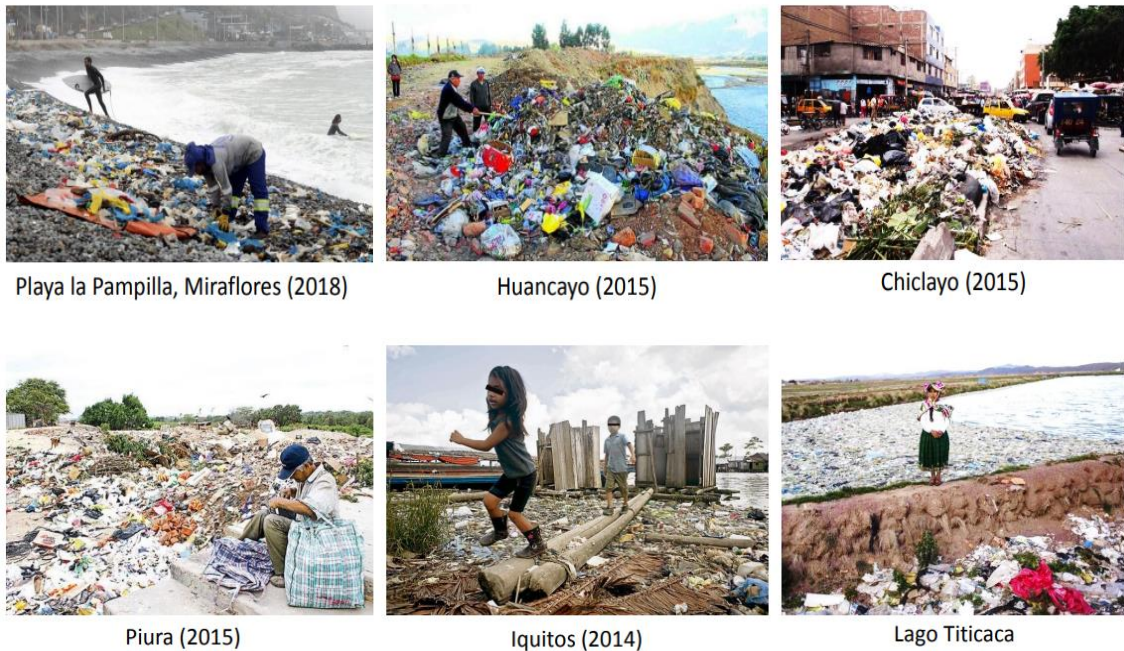 Playa la Pampilla, Miraflores (2018)
Huancayo (2015)
Chiclayo (2015)
Piura (2015)
Iquitos (2014)
Lago Titicaca